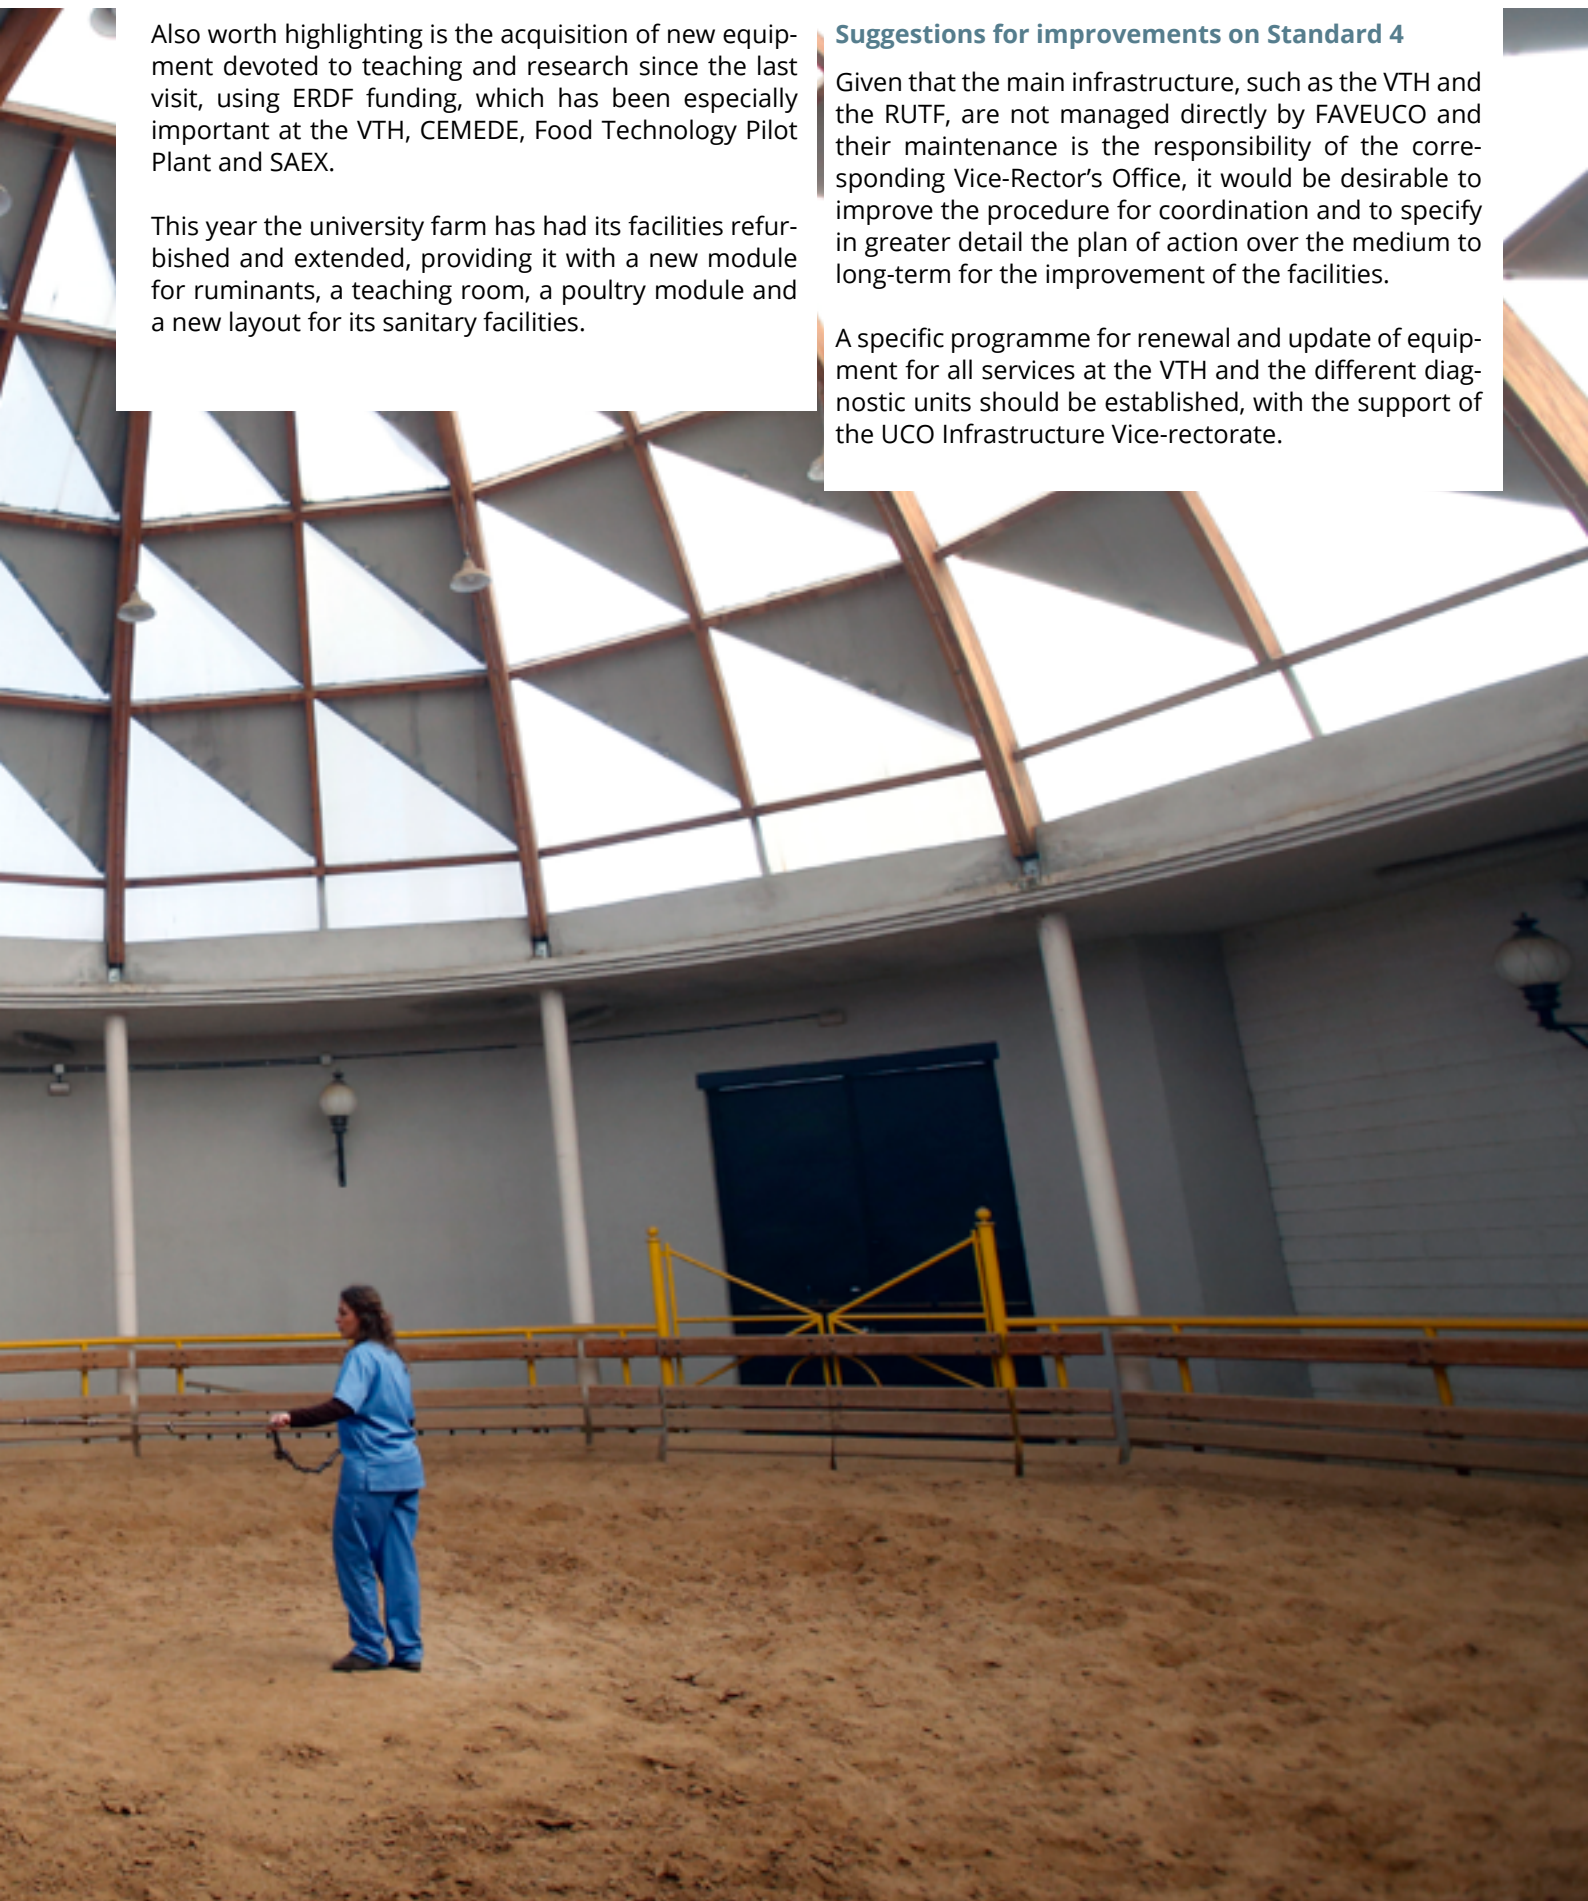 Also worth highlighting is the acquisition of new equip-
ment devoted to teaching and research since the last
visit, using ERDF funding, which has been especially
important at the VTH, CEMEDE, Food Technology Pilot
Plant and SAEX.
This year the university farm has had its facilities refur-
bished and extended, providing it with a new module
for ruminants, a teaching room, a poultry module and
a new layout for its sanitary facilities.
Suggestions for improvements on Standard 4
Given that the main infrastructure, such as the VTH and
the RUTF, are not managed directly by FAVEUCO and
their maintenance is the responsibility of the corre-
sponding Vice-Rector’s Office, it would be desirable to
improve the procedure for coordination and to specify
in greater detail the plan of action over the medium to
long-term for the improvement of the facilities.
A specific programme for renewal and update of equip-
ment for all services at the VTH and the different diag-
nostic units should be established, with the support of
the UCO Infrastructure Vice-rectorate.